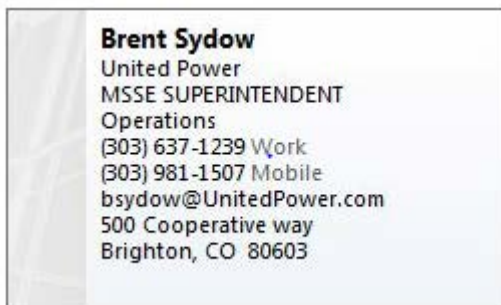 Brent Sydow
United Power
MSSE SUPERINTENDENT
Operations
(303) 637-1239 Work
(303) 981-1507 Mobile
bsydow@UnitedPower.com
500 Cooperative way
Brighton, CO  80603